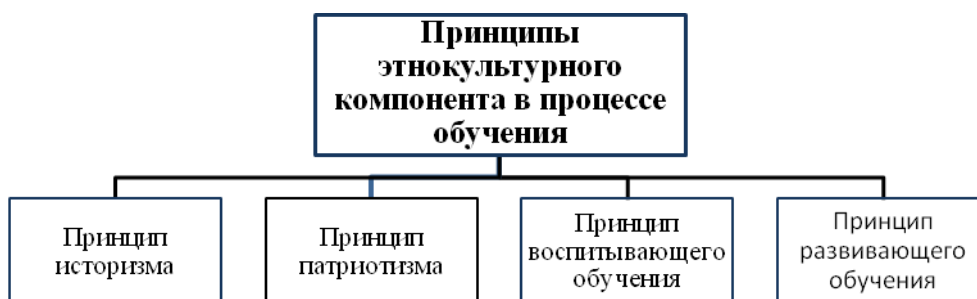 Принципы
этнокультурного
компонента в процессе
обучения
Принцип
историзма
Принцип
патриотизма
Принцип
воспитывающего
обучения
Принцип
развивающего
обучения